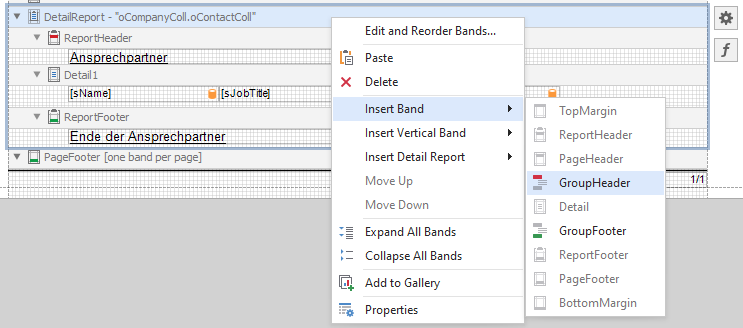 DetailReport - "oCompanyColl.oContactColl"
ReportHeader
Ansprechpartner
Detail1
[sName] [sJobTitle]
ReportFooter
Ende der Ansprechpartner
PageFooter [one band per page]
1/1
Edit and Reorder Bands...
Paste
Delete
Insert Band
Insert Vertical Band
Insert Detail Report
Move Up
Move Down
Expand All Bands
Collapse All Bands
Add to Gallery
Properties
TopMargin
ReportHeader
PageHeader
GroupHeader
Detail
GroupFooter
ReportFooter
PageFooter
BottomMargin